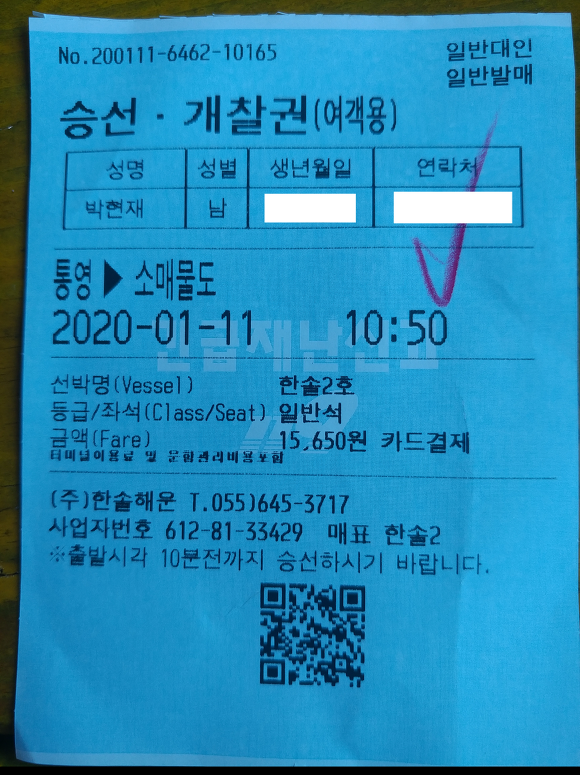 No.200111-6462-10165
일반대인
일반발매
승선 · 개찰권(여객용)
성명 성별 생년월일 연락처
박현재 남
통영 ▶ 소매물도
2020-01-11 10:50
긴급재난신고
선박명(Vessel) 한솔2호
등급/좌석(Class/Seat) 일반석
금액(Fare) 15,650원 카드결제
터미널이용료 및 운항관리비용포함
(주)한솔해운 T.055)645-3717
사업자번호 612-81-33429 매표 한솔2
※출발시각 10분전까지 승선하시기 바랍니다.